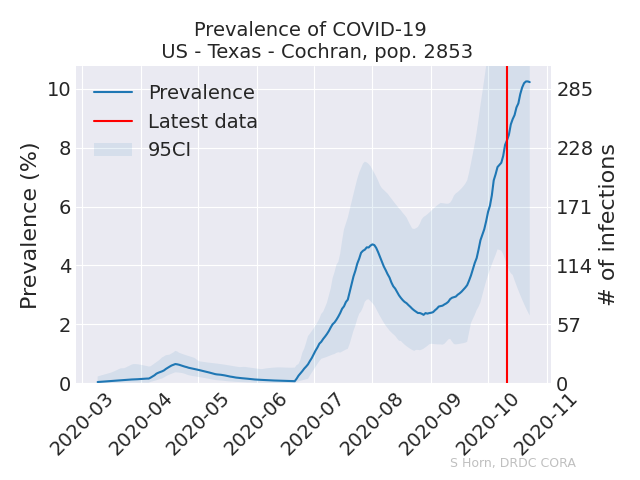 Prevalence of COVID-19
US - Texas - Cochran, pop. 2853
Prevalence
Latest data
95CI
Prevalence (%)
10
8
6
4
2
0
285
228
171
114
57
0
# of infections
2020-03
2020-04
2020-05
2020-06
2020-07
2020-08
2020-09
2020-10
2020-11
S Horn, DRDC CORA